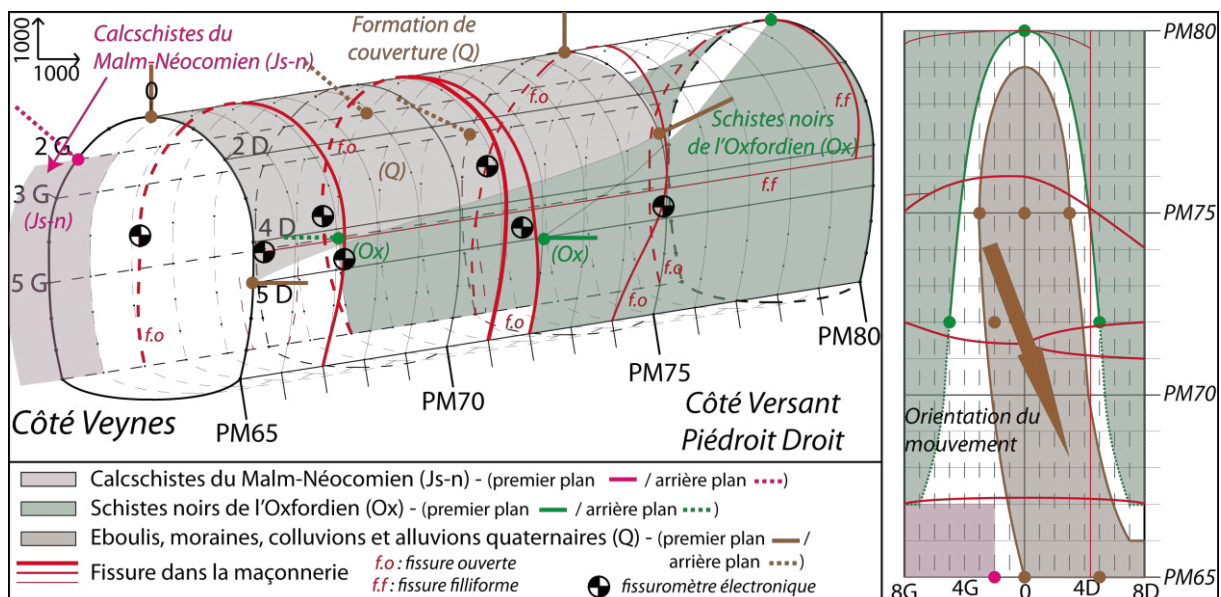 1000
1000
Calcschistes du
Malm-Néocomien (Js-n)
Formation de
couverture (Q)
0
2 G
2 D
3 G
(Js-n)
4 D
5 G
5 D
f.o
f.o
f.o
f.o
f.o
f.o
f.o
f.f
f.f
(Q)
(Ox)
(Ox)
Schistes noirs
de l'Oxfordien (Ox)
PM65
PM70
PM75
PM80
Côté Veynes
Côté Versant
Piédroit Droit
Calcschistes du Malm-Néocomien (Js-n) - (premier plan / arrière plan )
Schistes noirs de l'Oxfordien (Ox) - (premier plan / arrière plan )
Eboulis, moraines, colluvions et alluvions quaternaires (Q) - (premier plan /
arrière plan )
Fissure dans la maçonnerie
f.o : fissure ouverte
f.f : fissure filliforme
fissuromètre électronique
PM80
PM75
PM70
PM65
Orientation du
mouvement
8G
4G
0
4D
8D